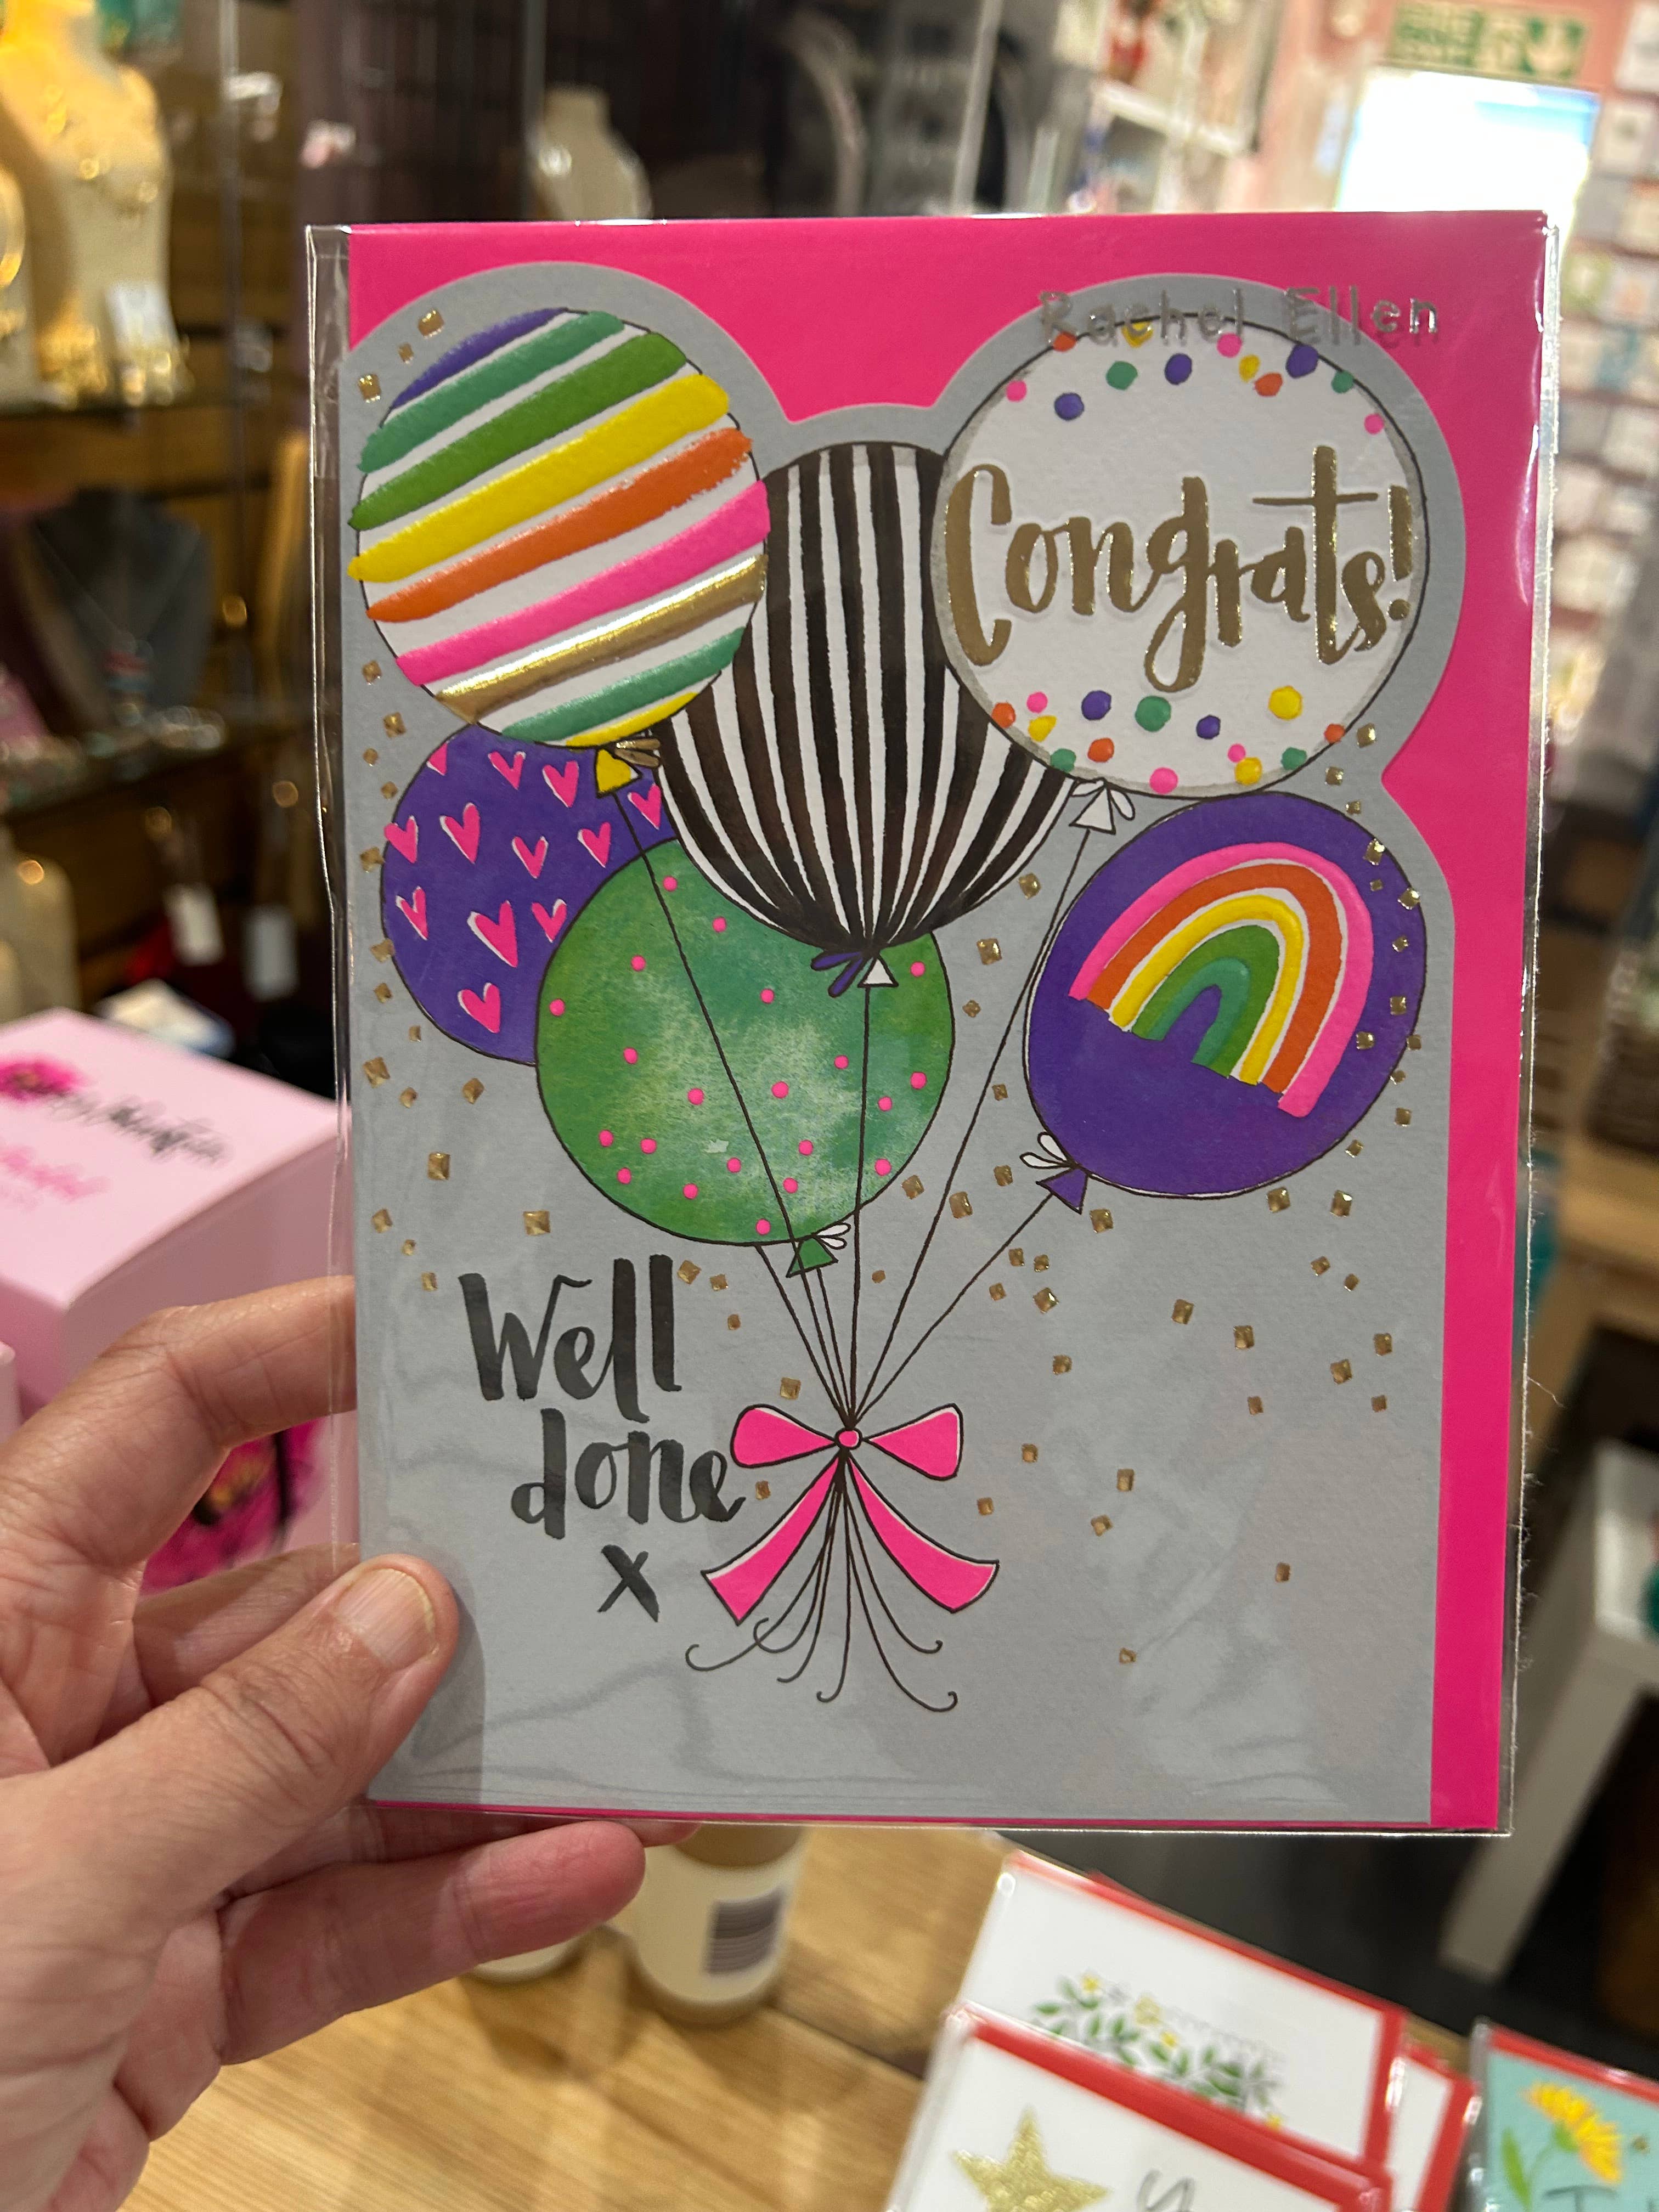 Rachel Ellen
Congrats!
Well
done
x